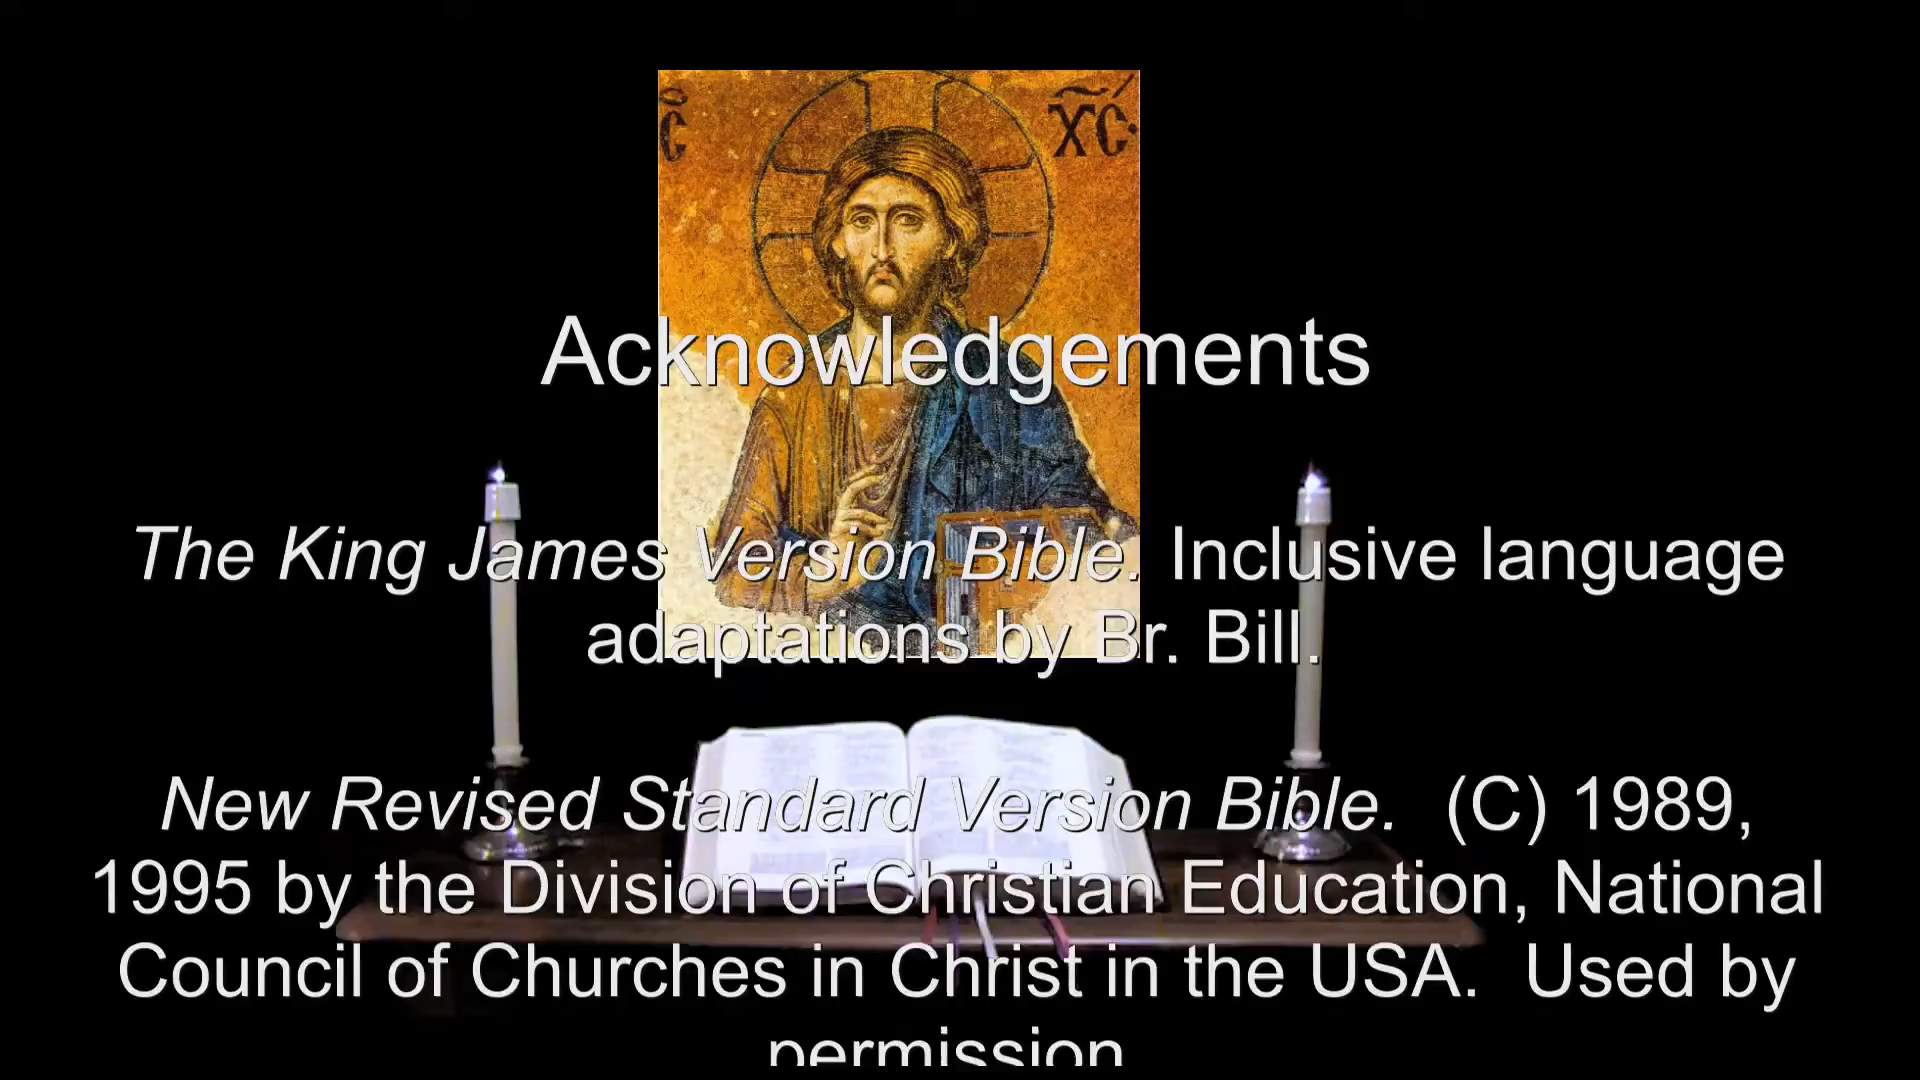 C
XC
Acknowledgements
The King James Version Bible. Inclusive language
adaptations by Br. Bill.
New Revised Standard Version Bible. (C) 1989,
1995 by the Division of Christian Education, National
Council of Churches in Christ in the USA. Used by
permission